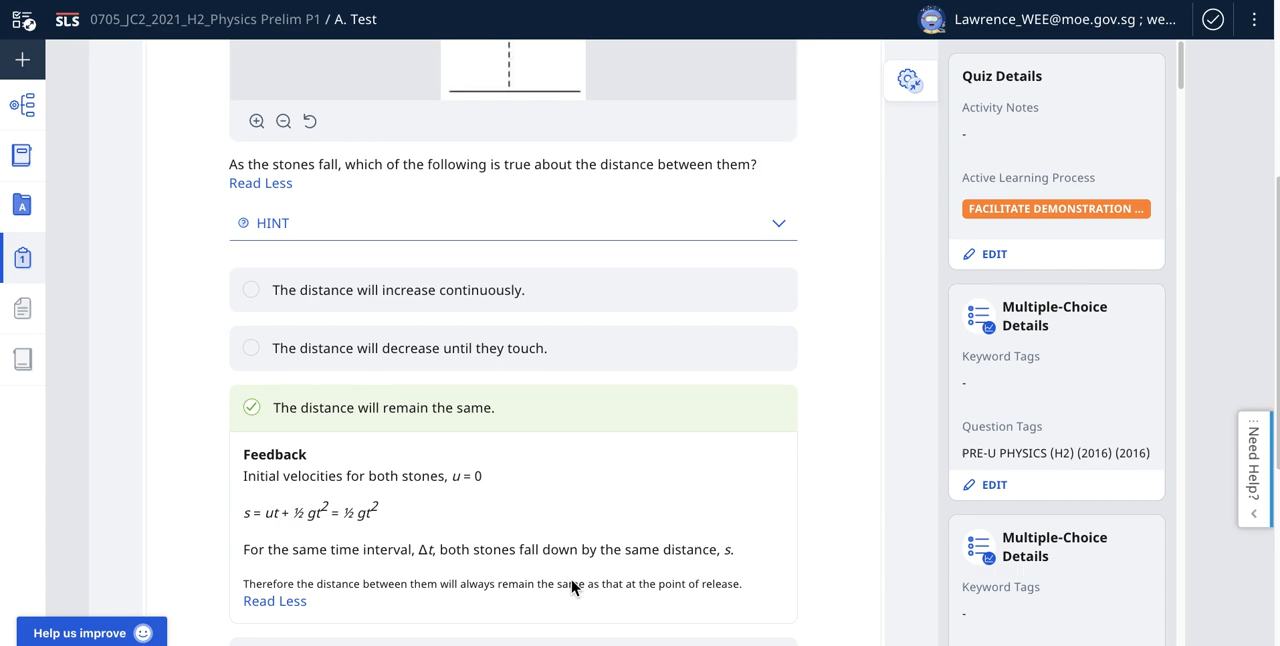 SLS 0705_JC2_2021_H2_Physics Prelim P1 / A. Test
Lawrence_WEE@moe.gov.sg ; we...
As the stones fall, which of the following is true about the distance between them?
Read Less
HINT
The distance will increase continuously.
The distance will decrease until they touch.
The distance will remain the same.
Feedback
Initial velocities for both stones, u = 0
s = ut + ½ gt² = ½ gt²
For the same time interval, Δt, both stones fall down by the same distance, s.
Therefore the distance between them will always remain the same as that at the point of release.
Read Less
Quiz Details
Activity Notes
-
Active Learning Process
FACILITATE DEMONSTRATION ...
EDIT
Multiple-Choice
Details
Keyword Tags
-
Question Tags
PRE-U PHYSICS (H2) (2016) (2016)
EDIT
Multiple-Choice
Details
Keyword Tags
-
Need Help?
Help us improve
A
1